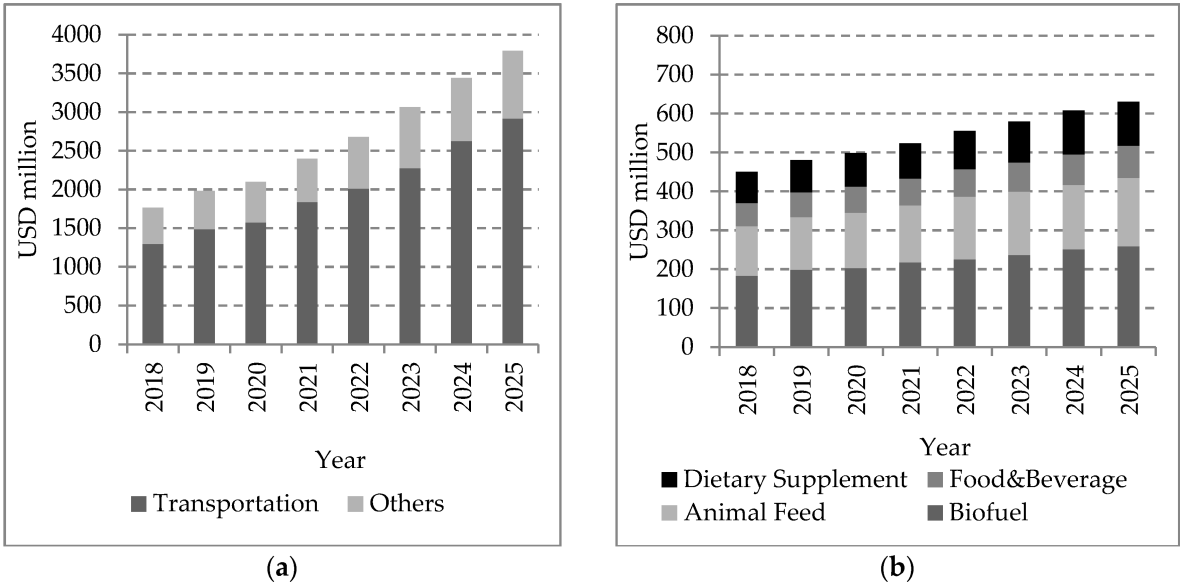 4000
3500
3000
2500
2000
1500
1000
500
0
USD million
2018 2019 2020 2021 2022 2023 2024 2025
Year
Transportation Others
(a)
800
700
600
500
400
300
200
100
0
USD million
2018 2019 2020 2021 2022 2023 2024 2025
Year
Dietary Supplement Food&Beverage
Animal Feed Biofuel
(b)